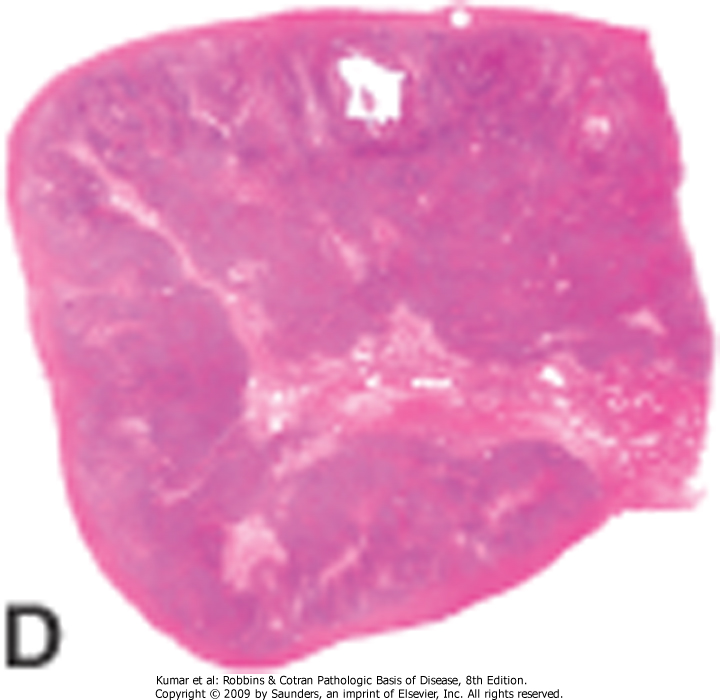 D
Kumar et al: Robbins & Cotran Pathologic Basis of Disease, 8th Edition.
Copyright © 2009 by Saunders, an imprint of Elsevier, Inc. All rights reserved.